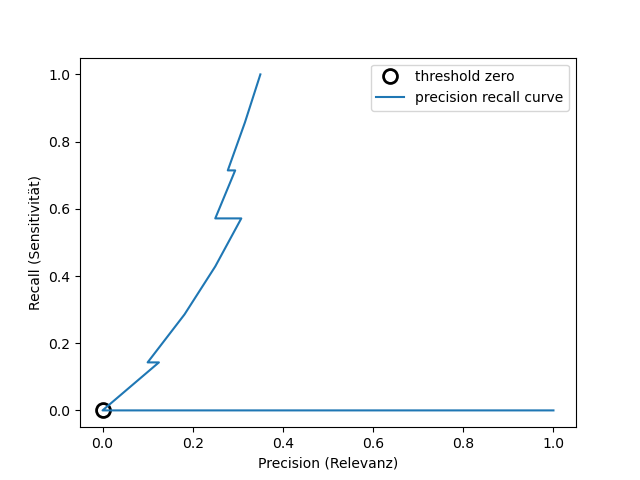 threshold zero
precision recall curve
1.0
0.8
0.6
0.4
0.2
0.0
Recall (Sensitivität)
0.0 0.2 0.4 0.6 0.8 1.0
Precision (Relevanz)